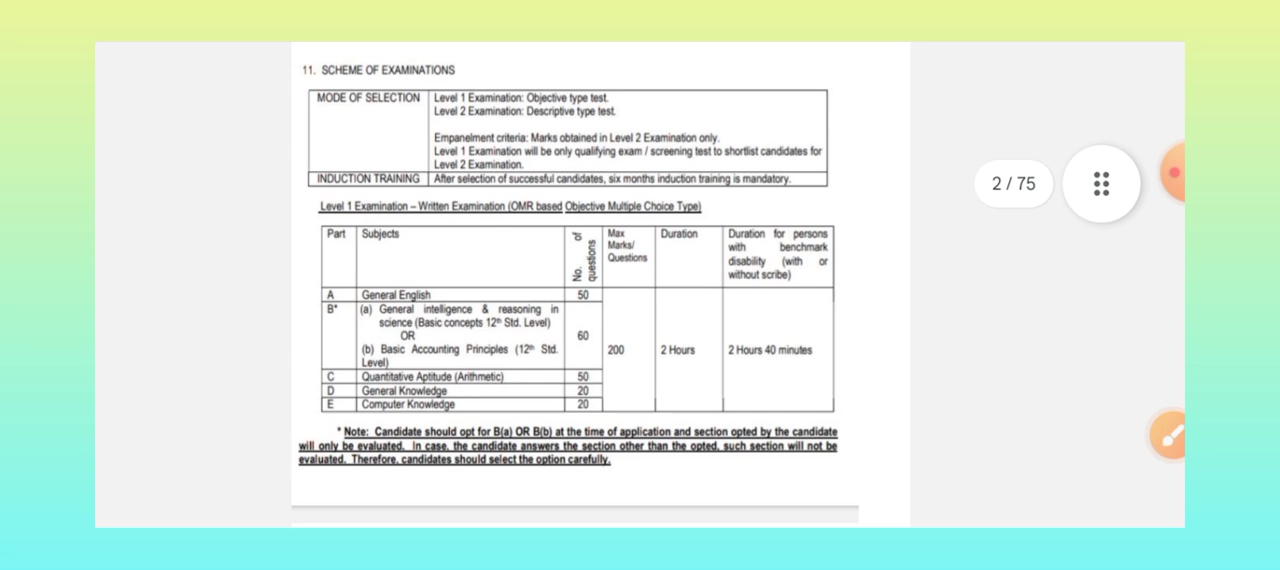 11. SCHEME OF EXAMINATIONS
MODE OF SELECTION Level 1 Examination: Objective type test.
Level 2 Examination: Descriptive type test.
Empanelment criteria: Marks obtained in Level 2 Examination only.
Level 1 Examination will be only qualifying exam / screening test to shortlist candidates for
Level 2 Examination.
INDUCTION TRAINING After selection of successful candidates, six months induction training is mandatory.
2 / 75
Level 1 Examination – Written Examination (OMR based Objective Multiple Choice Type)
Part Subjects No. of questions Max Marks/ Questions Duration Duration for persons with benchmark disability (with or without scribe)
A General English 50
B* (a) General intelligence & reasoning in
science (Basic concepts 12th Std. Level)
OR 60
(b) Basic Accounting Principles (12th Std. 200 2 Hours 2 Hours 40 minutes
Level)
C Quantitative Aptitude (Arithmetic) 50
D General Knowledge 20
E Computer Knowledge 20
* Note: Candidate should opt for B(a) OR B(b) at the time of application and section opted by the candidate
will only be evaluated. In case, the candidate answers the section other than the opted, such section will not be
evaluated. Therefore, candidates should select the option carefully.